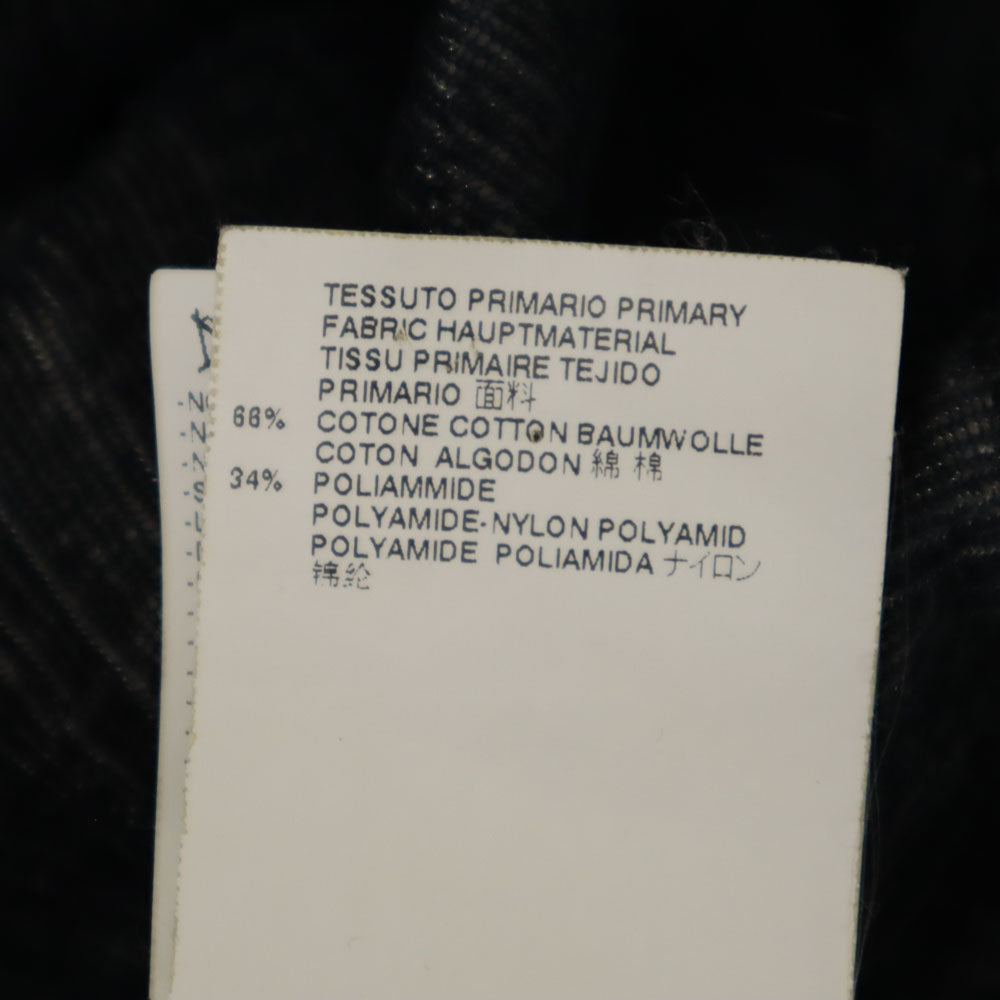 TESSUTO PRIMARIO PRIMARY
FABRIC HAUPTMATERIAL
TISSU PRIMAIRE TEJIDO
PRIMARIO 面料
66% COTONE COTTON BAUMWOLLE
COTON ALGODON 綿 棉
34% POLIAMMIDE
POLYAMIDE-NYLON POLYAMID
POLYAMIDE POLIAMIDA ナイロン
锦纶